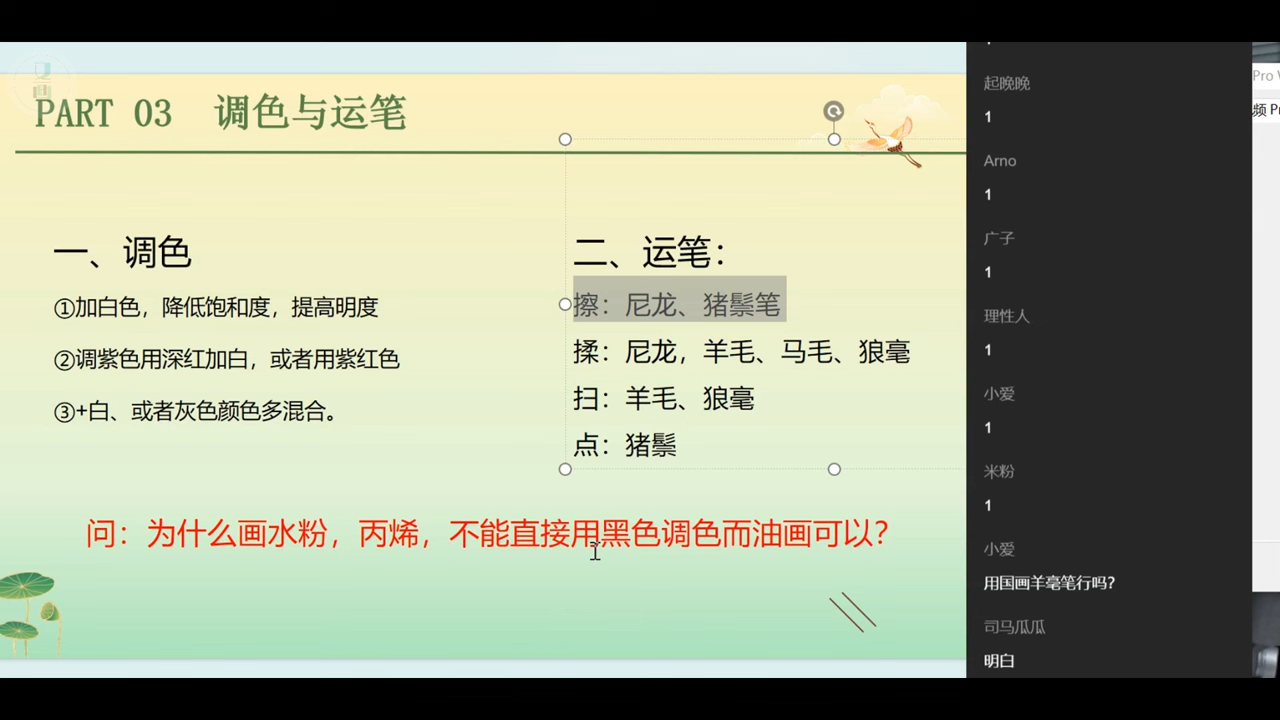 PART 03 调色与运笔
一、调色
①加白色，降低饱和度，提高明度
②调紫色用深红加白，或者用紫红色
③+白、或者灰色颜色多混合。
二、运笔：
擦：尼龙、猪鬃笔
揉：尼龙，羊毛、马毛、狼毫
扫：羊毛、狼毫
点：猪鬃
问：为什么画水粉，丙烯，不能直接用黑色调色而油画可以？
起晚晚
1
Arno
1
广子
1
理性人
1
小爱
1
米粉
1
小爱
用国画羊毫笔行吗?
司马瓜瓜
明白
Pro
频 P